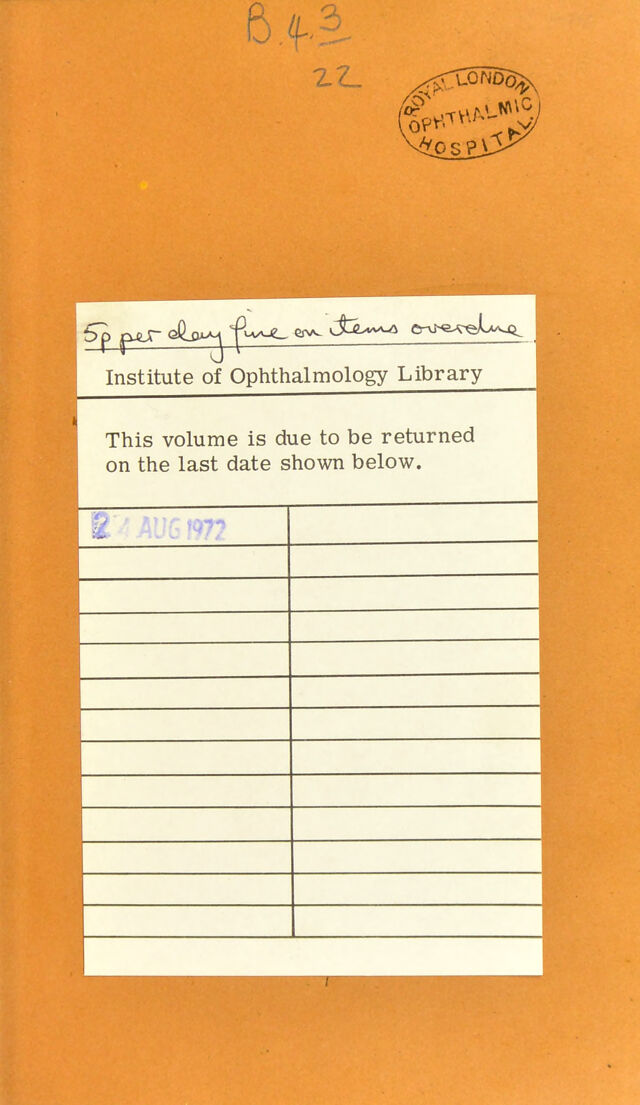 B.4.3
22
ROYAL LONDON
OPHTHALMIC
HOSPITAL.
5p per day fine on items overdue
Institute of Ophthalmology Library
This volume is due to be returned
on the last date shown below.
24 AUG 1972